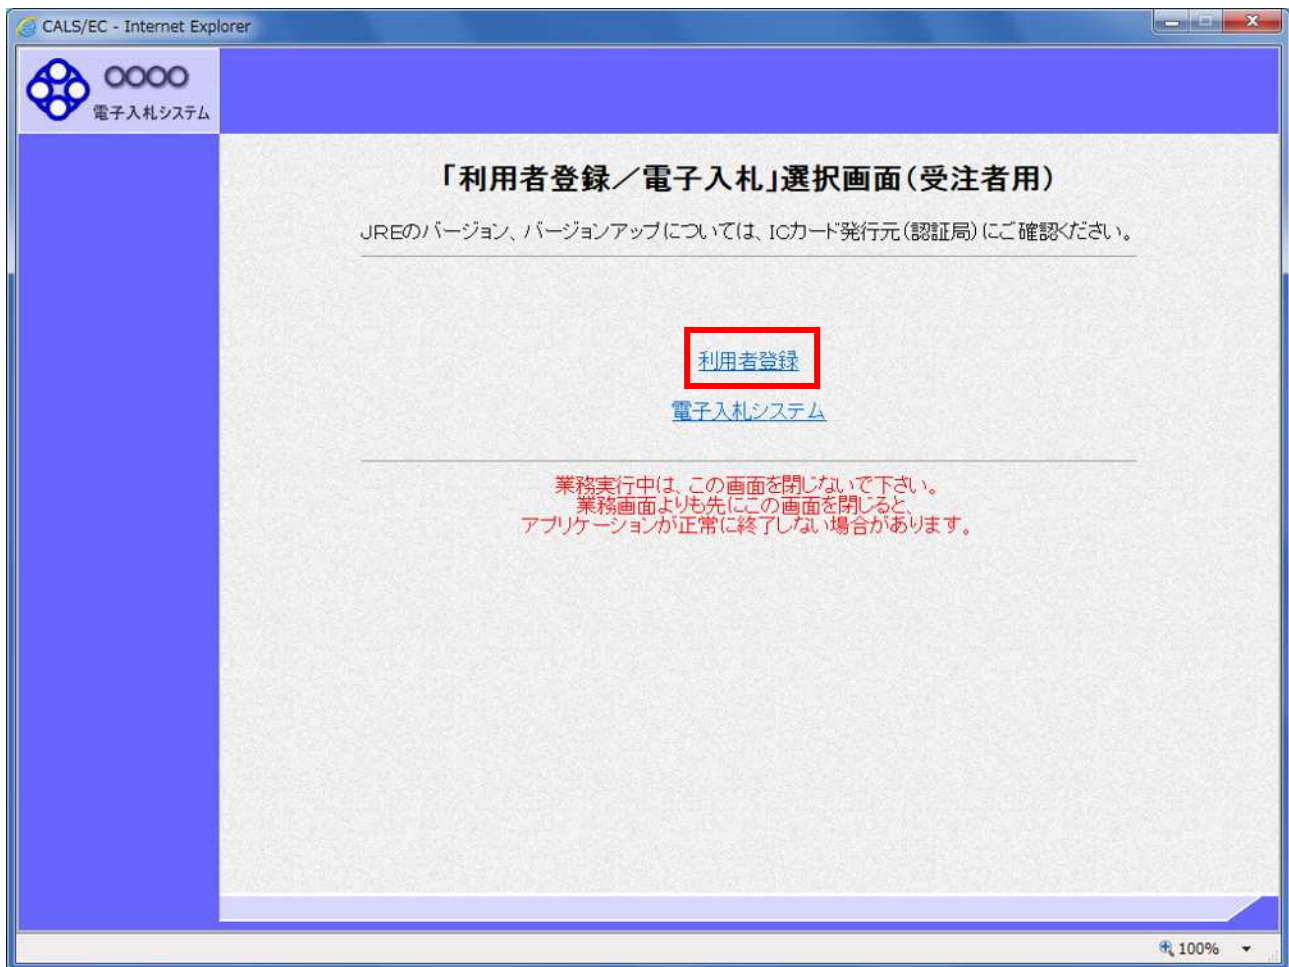 CALS/EC - Internet Explorer
〇〇〇〇
電子入札システム
「利用者登録／電子入札」選択画面（受注者用）
JREのバージョン、バージョンアップについては、ICカード発行元（認証局）にご確認ください。
利用者登録
電子入札システム
業務実行中は、この画面を閉じないで下さい。
業務画面よりも先にこの画面を閉じると、
アプリケーションが正常に終了しない場合があります。
100%